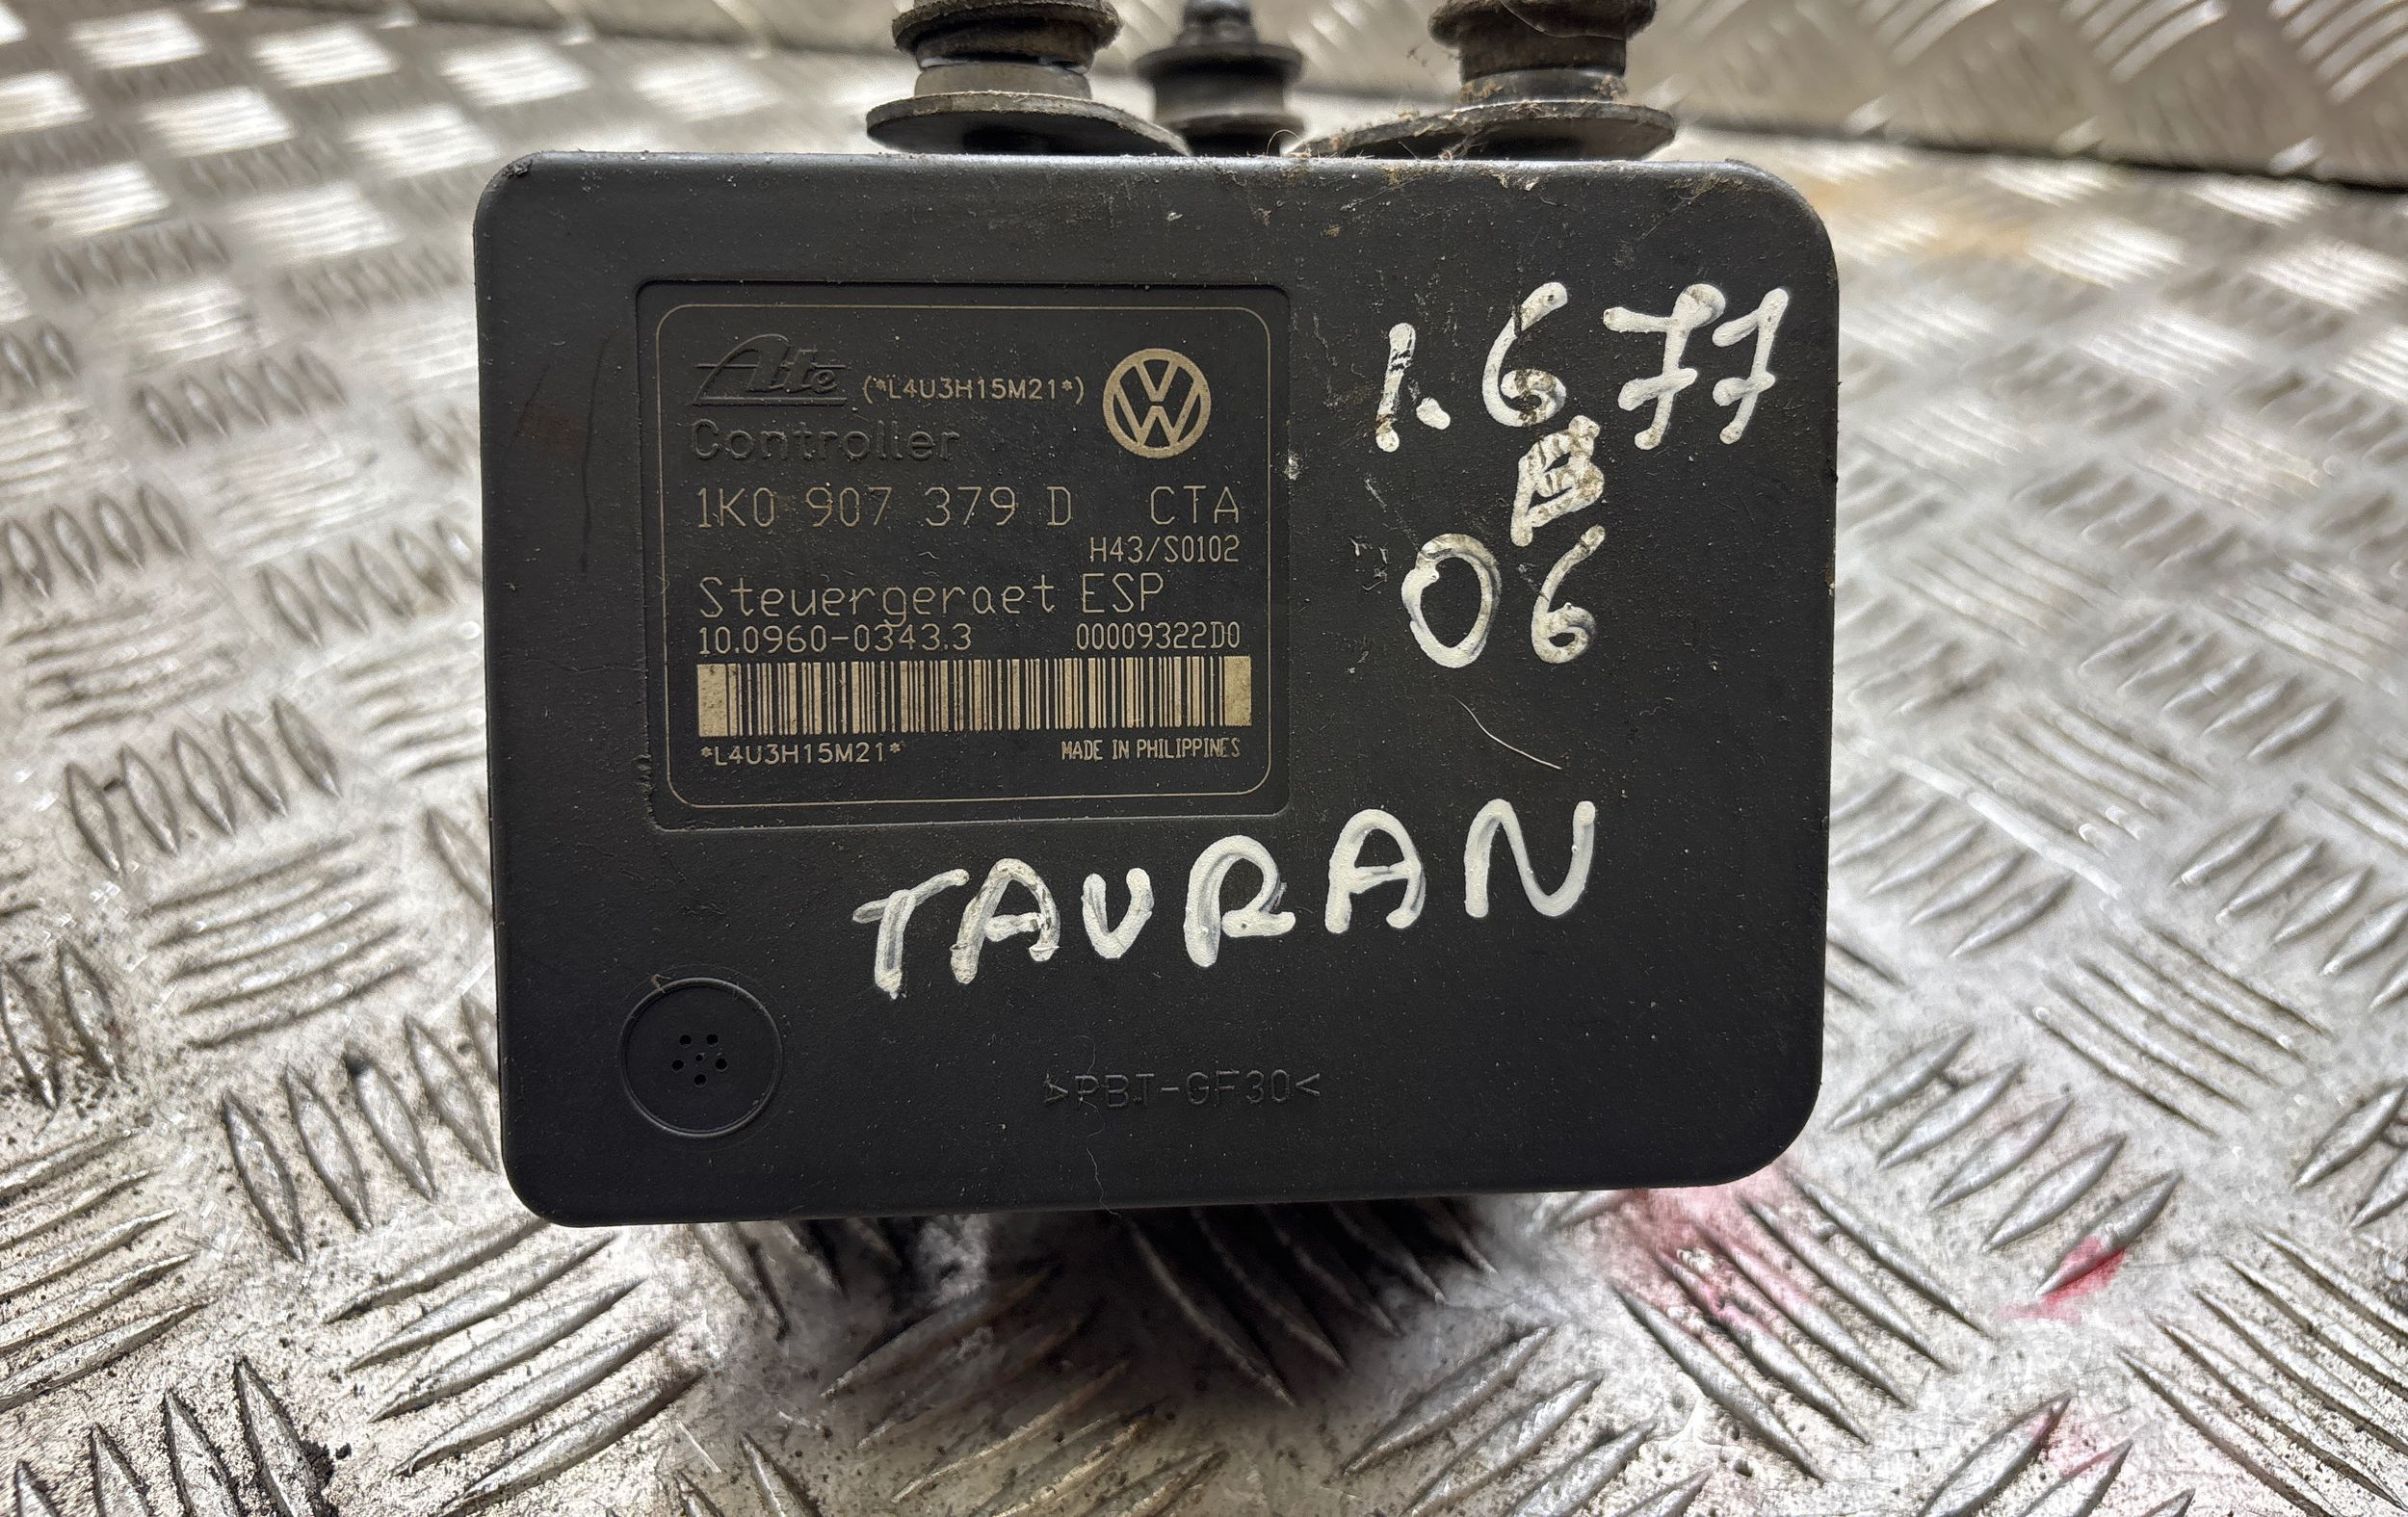 Ate (*L4U3H15M21*)
Controller
1K0 907 379 D CTA
H43/S0102
Steuergeraet ESP
10.0960-0343.3 00009322D0
*L4U3H15M21* MADE IN PHILIPPINES
1.6 77
B
06
TAURAN
>PBT-GF30<